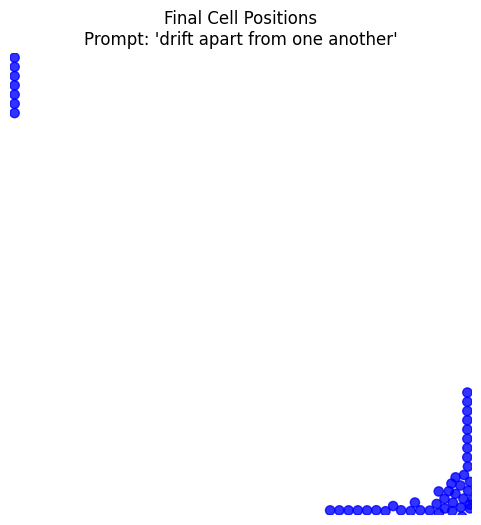 Final Cell Positions
Prompt: 'drift apart from one another'